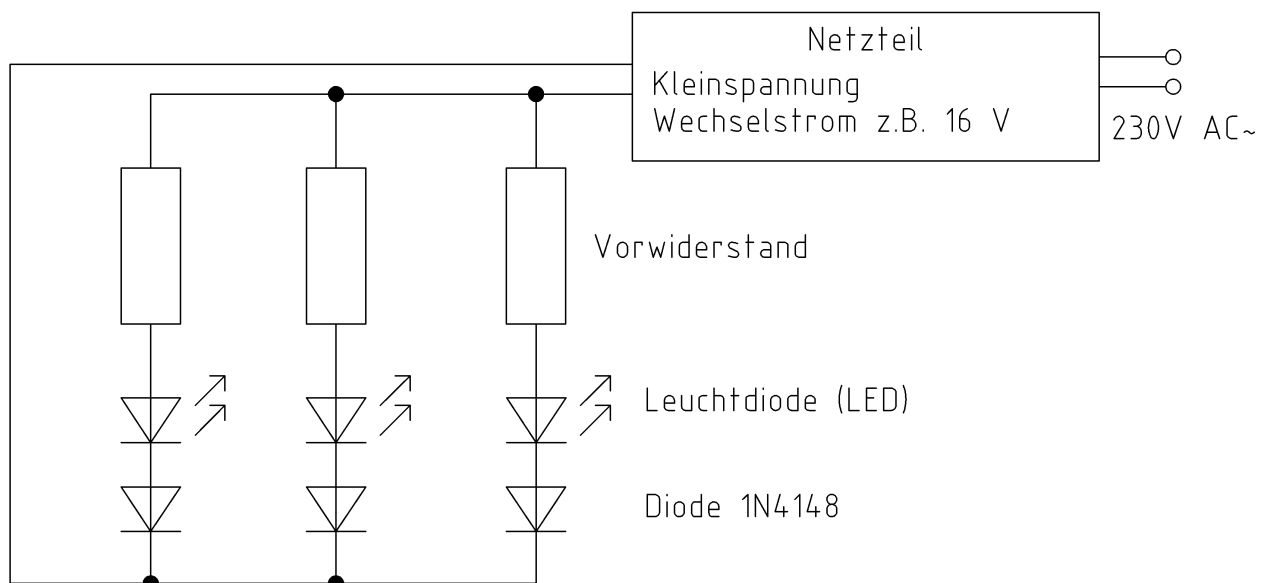 Netzteil
Kleinspannung
Wechselstrom z.B. 16 V
230V AC~
Vorwiderstand
Leuchtdiode (LED)
Diode 1N4148